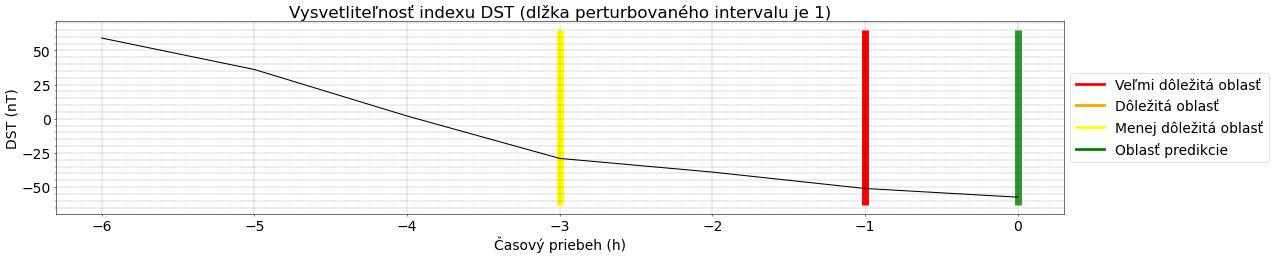 Vysvetliteľnosť indexu DST (dĺžka perturbovaného intervalu je 1)
DST (nT)
50
25
0
−25
−50
−6 −5 −4 −3 −2 −1 0
Časový priebeh (h)
Veľmi dôležitá oblasť
Dôležitá oblasť
Menej dôležitá oblasť
Oblasť predikcie